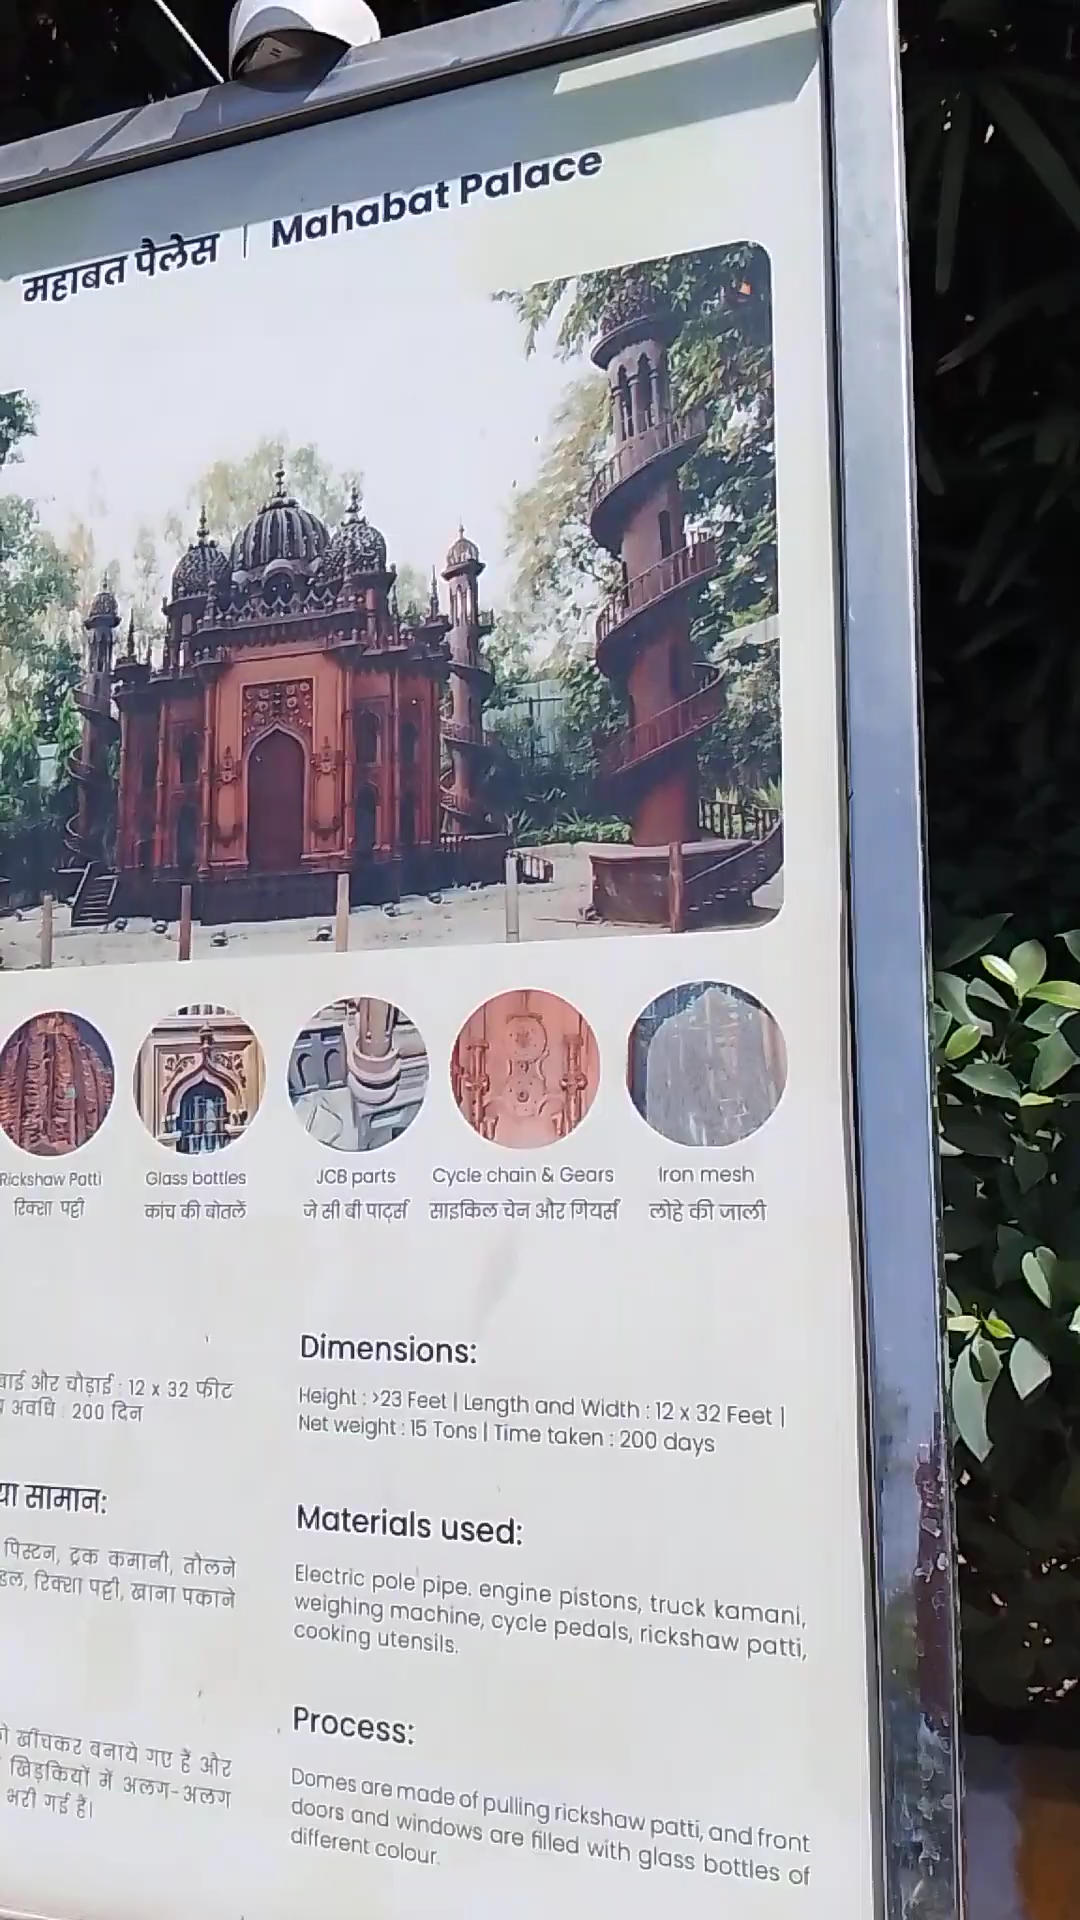 महाबत पैलेस | Mahabat Palace
Rickshaw Patti
रिक्शा पट्टी
Glass bottles
कांच की बोतलें
JCB parts
जे सी बी पार्ट्स
Cycle chain & Gears
साइकिल चेन और गियर्स
Iron mesh
लोहे की जाली
और चौड़ाई : 12 x 32 फीट
अवधि : 200 दिन
सामान:
पिस्टन, ट्रक कमानी, तौलने
रिक्शा पट्टी, खाना पकाने
खींचकर बनाये गए हैं और
खिड़कियों में अलग-अलग
भरी गई हैं।
Dimensions:
Height : >23 Feet | Length and Width : 12 x 32 Feet |
Net weight : 15 Tons | Time taken : 200 days
Materials used:
Electric pole pipe. engine pistons, truck kamani,
weighing machine, cycle pedals, rickshaw patti,
cooking utensils.
Process:
Domes are made of pulling rickshaw patti, and front
doors and windows are filled with glass bottles of
different colour.